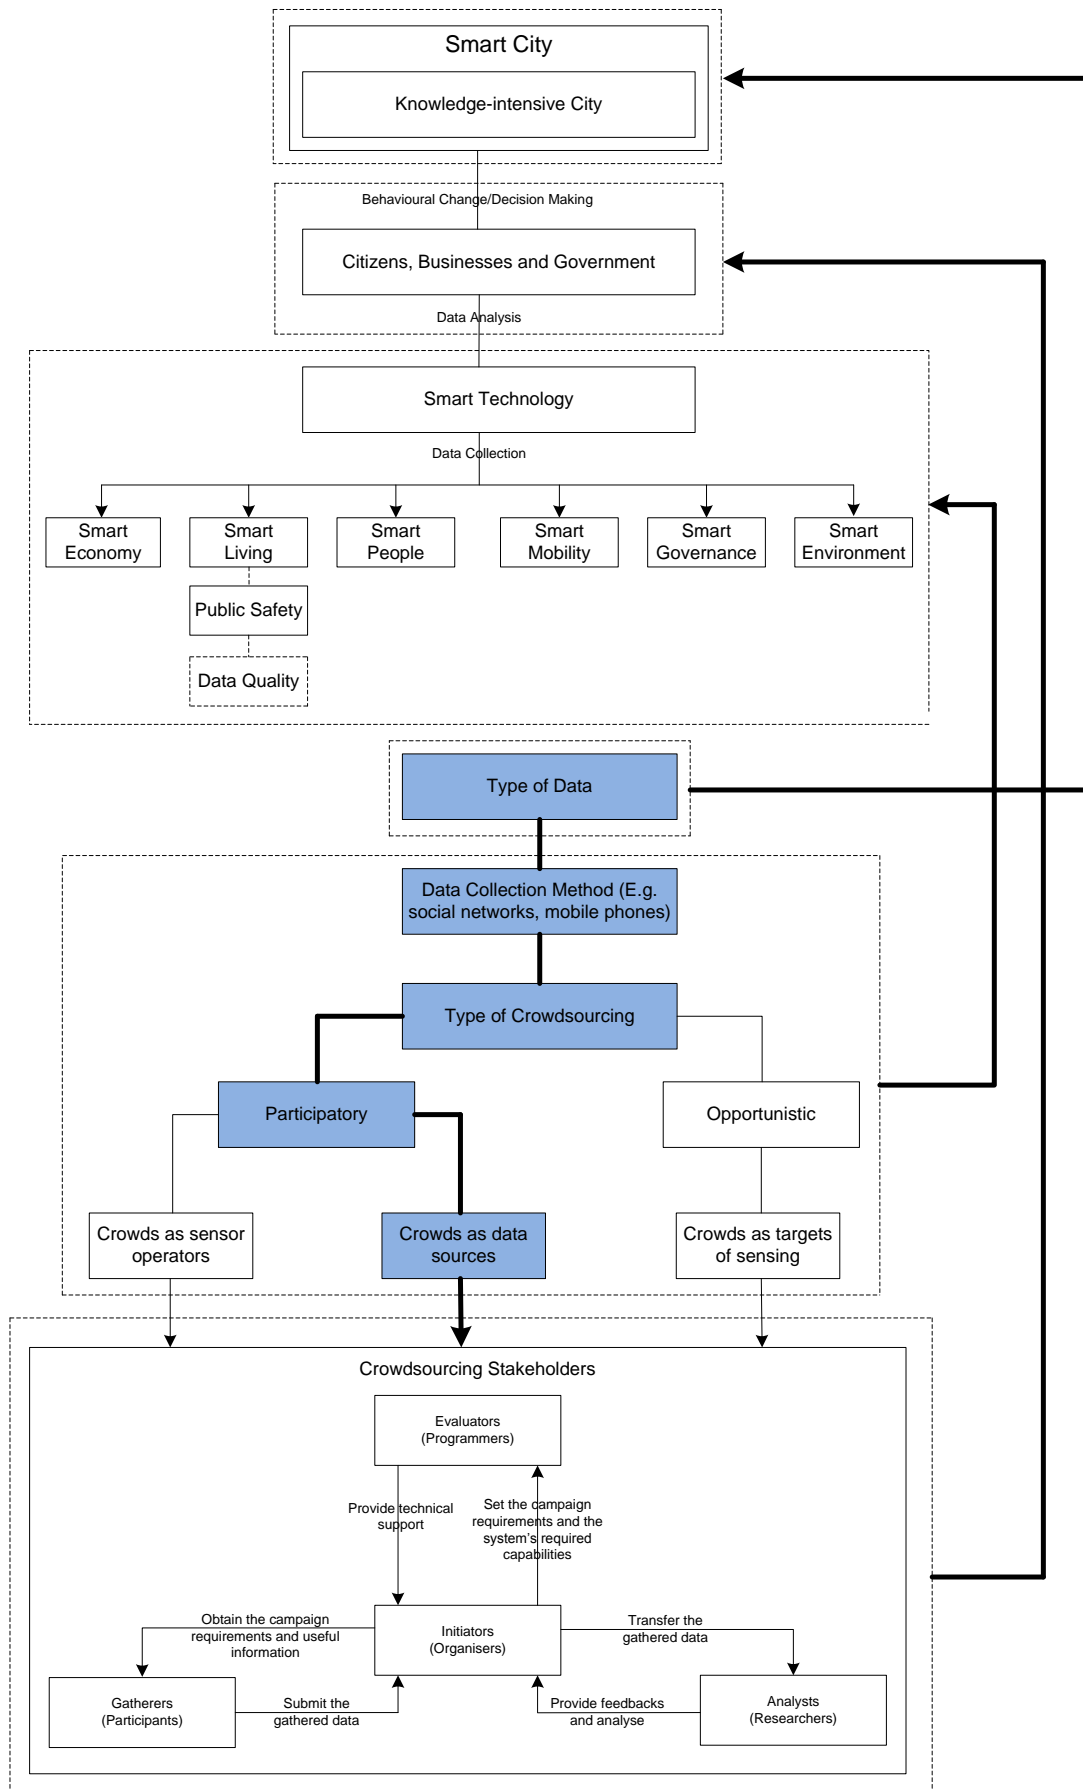 Smart City
Knowledge-intensive City
Behavioural Change/Decision Making
Citizens, Businesses and Government
Data Analysis
Smart Technology
Data Collection
Smart
Economy
Smart
Living
Smart
People
Smart
Mobility
Smart
Governance
Smart
Environment
Public Safety
Data Quality
Type of Data
Data Collection Method (E.g.
social networks, mobile phones)
Type of Crowdsourcing
Participatory
Opportunistic
Crowds as sensor
operators
Crowds as data
sources
Crowds as targets
of sensing
Crowdsourcing Stakeholders
Evaluators
(Programmers)
Provide technical
support
Set the campaign
requirements and the
system's required
capabilities
Obtain the campaign
requirements and useful
information
Initiators
(Organisers)
Transfer the
gathered data
Gatherers
(Participants)
Submit the
gathered data
Provide feedbacks
and analyse
Analysts
(Researchers)